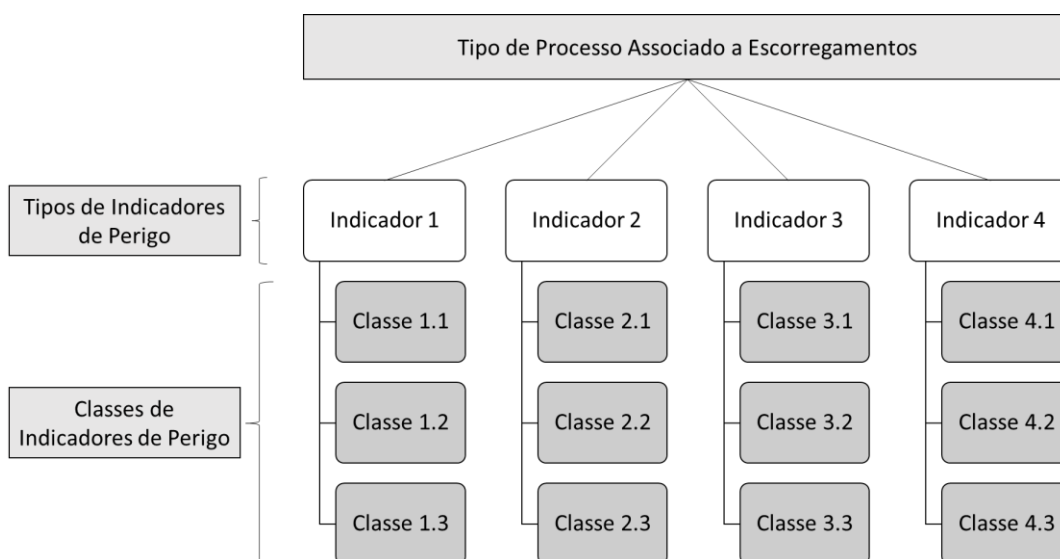 Tipo de Processo Associado a Escorregamentos
Tipos de Indicadores
de Perigo
Indicador 1
Indicador 2
Indicador 3
Indicador 4
Classes de
Indicadores de Perigo
Classe 1.1
Classe 2.1
Classe 3.1
Classe 4.1
Classe 1.2
Classe 2.2
Classe 3.2
Classe 4.2
Classe 1.3
Classe 2.3
Classe 3.3
Classe 4.3